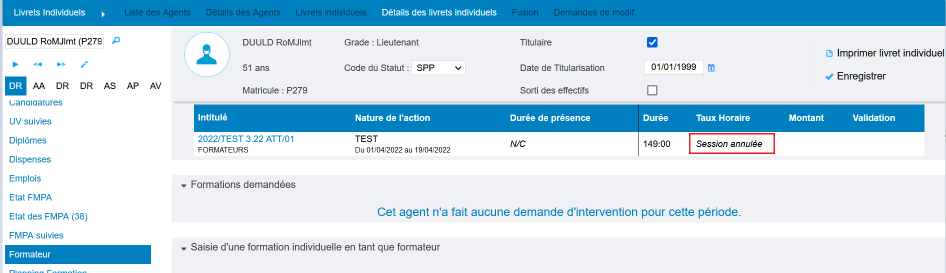 Livrets Individuels Liste des Agents Détails des Agents Livrets individuels Détails des livrets individuels Fusion Demandes de modif.
DUULD RoMJImt (P279
DR AA DR DR AS AP AV
Candidatures
UV suivies
Diplômes
Dispenses
Emplois
Etat FMPA
Etat des FMPA (38)
FMPA suivies
Formateur
Planning Formation
DUULD RoMJImt Grade : Lieutenant Titulaire
Imprimer livret individuel
51 ans Code du Statut : SPP Date de Titularisation 01/01/1999
Enregistrer
Matricule : P279 Sorti des effectifs
Intitulé Nature de l'action Durée de présence Durée Taux Horaire Montant Validation
2022/TEST 3.22 ATT/01 TEST N/C 149:00 Session annulée
FORMATEURS Du 01/04/2022 au 19/04/2022
Formations demandées
Cet agent n'a fait aucune demande d'intervention pour cette période.
Saisie d'une formation individuelle en tant que formateur